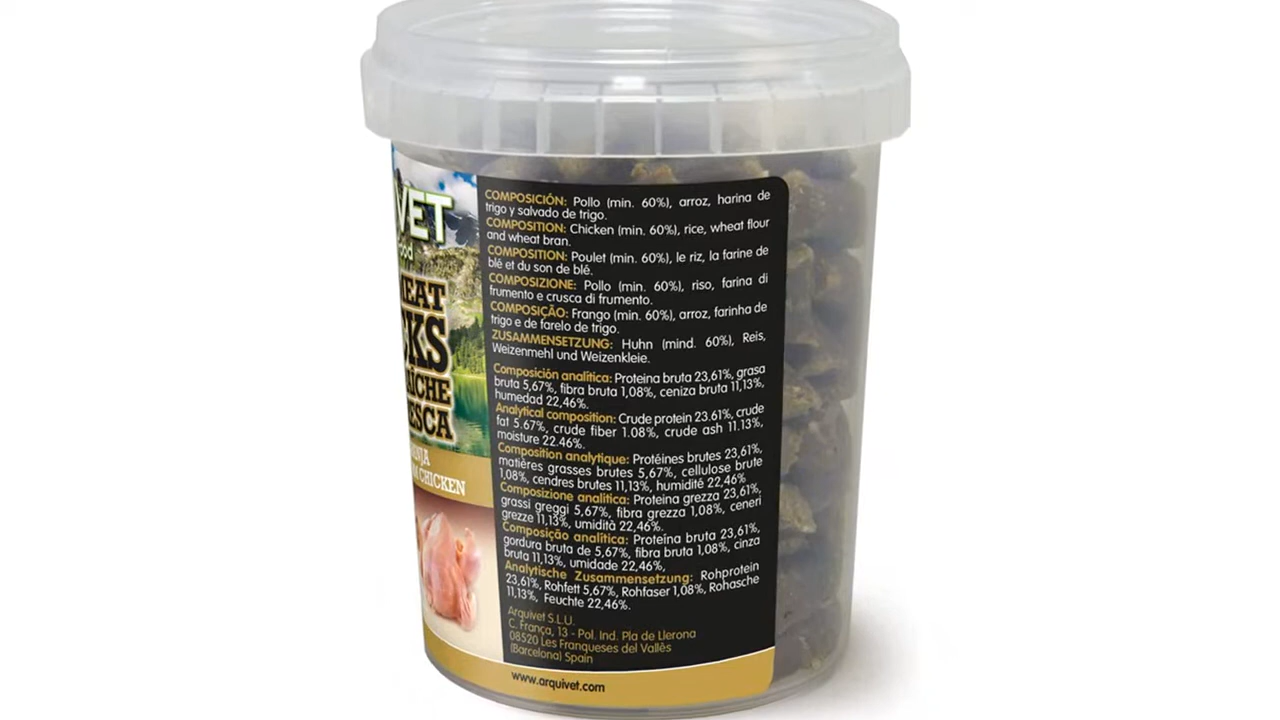 VET
ood
EAT
CKS
AÎCHE
ESCA
NJA
M CHICKEN
COMPOSICIÓN: Pollo (min. 60%), arroz, harina de
trigo y salvado de trigo.
COMPOSITION: Chicken (min. 60%), rice, wheat flour
and wheat bran.
COMPOSITION: Poulet (min. 60%), le riz, la farine de
blé et du son de blé.
COMPOSIZIONE: Pollo (min. 60%), riso, farina di
frumento e crusca di frumento.
COMPOSIÇÃO: Frango (min. 60%), arroz, farinha de
trigo e de farelo de trigo.
ZUSAMMENSETZUNG: Huhn (mind. 60%), Reis,
Weizenmehl und Weizenkleie.
Composición analítica: Proteina bruta 23,61%, grasa
bruta 5,67%, fibra bruta 1,08%, ceniza bruta 11,13%,
humedad 22,46%.
Analytical composition: Crude protein 23.61%, crude
fat 5.67%, crude fiber 1.08%, crude ash 11.13%,
moisture 22.46%.
Composition analytique: Protéines brutes 23,61%,
matières grasses brutes 5,67%, cellulose brute
1,08%, cendres brutes 11,13%, humidité 22,46%
Composizione analitica: Proteina grezza 23,61%,
grassi greggi 5,67%, fibra grezza 1,08%, ceneri
grezze 11,13%, umidità 22,46%.
Composição analítica: Proteína bruta 23,61%,
gordura bruta de 5,67%, fibra bruta 1,08%, cinza
bruta 11,13%, umidade 22,46%,
Analytische Zusammensetzung: Rohprotein
23,61%, Rohfett 5,67%, Rohfaser 1,08%, Rohasche
11,13%, Feuchte 22,46%.
Arquivet S.L.U.
C. França, 13 - Pol. Ind. Pla de Llerona
08520 Les Franqueses del Vallès
(Barcelona) Spain
www.arquivet.com